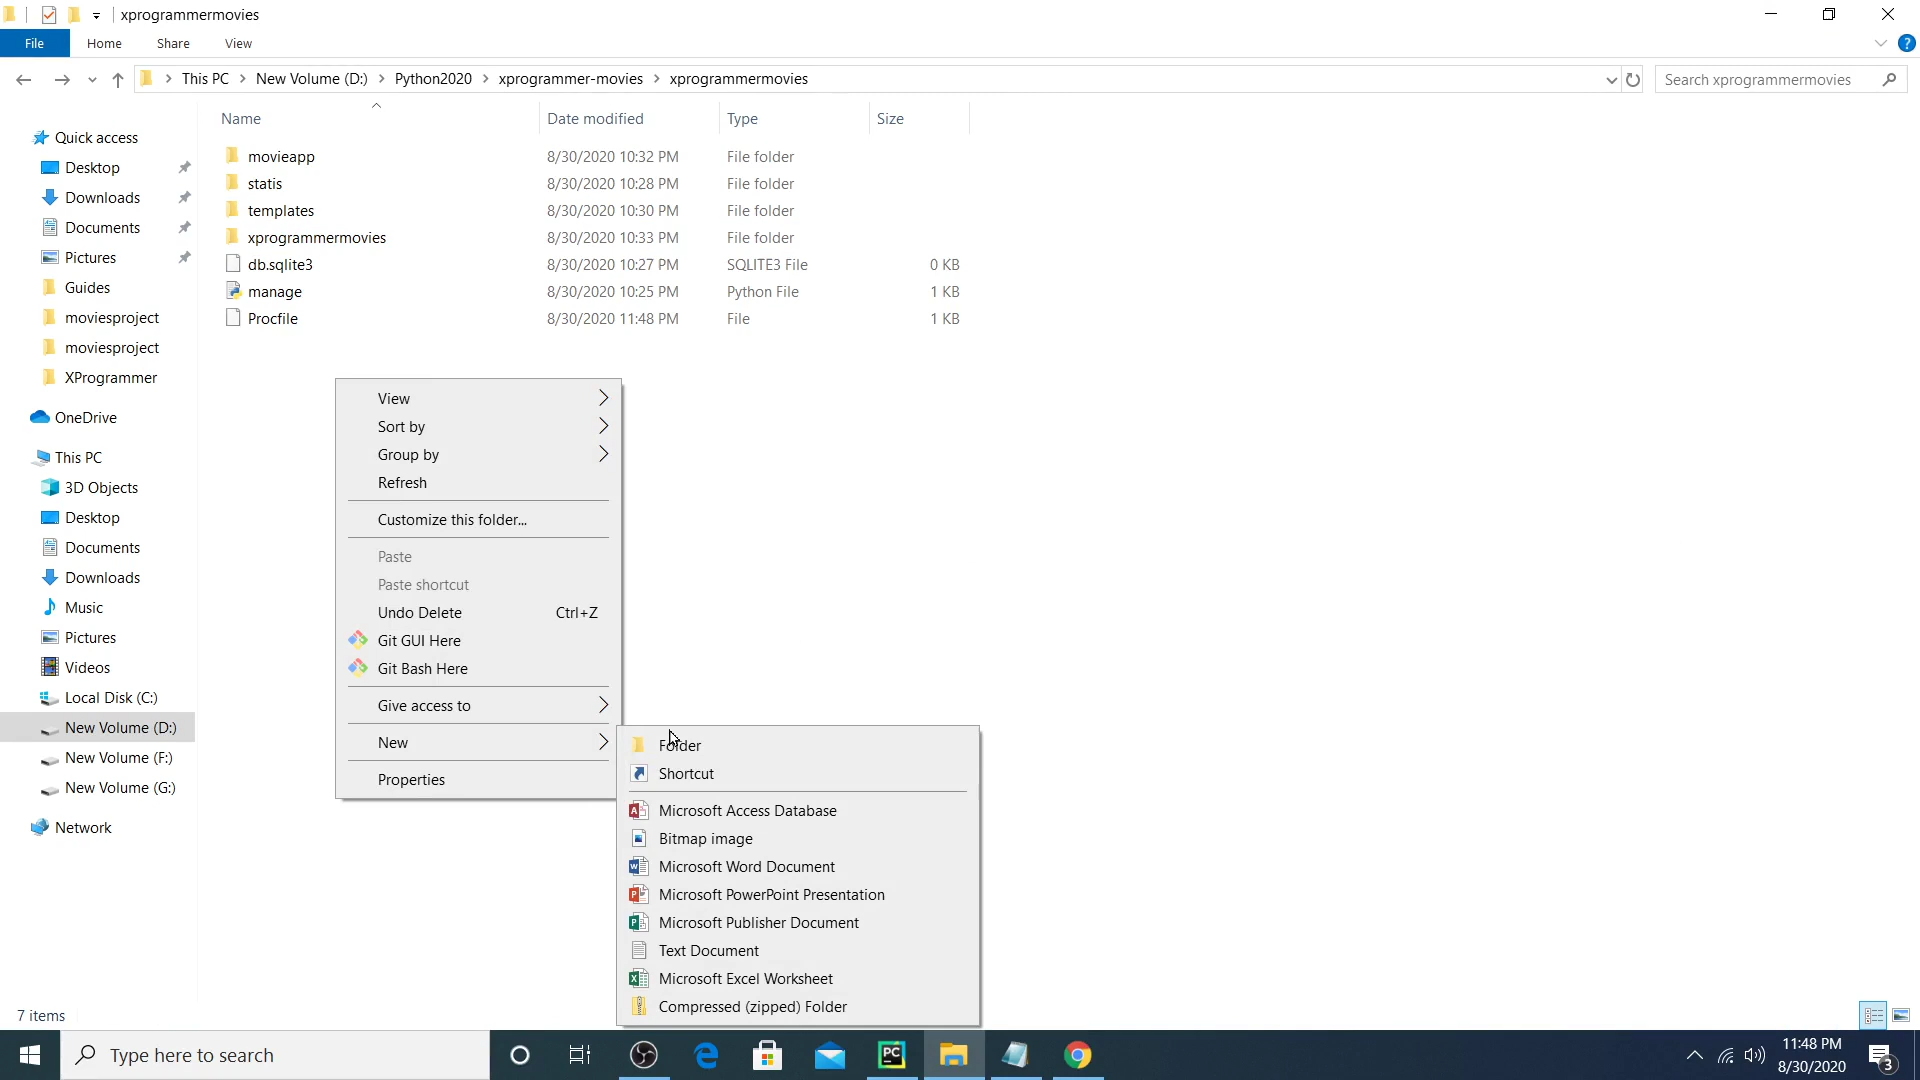 xprogrammermovies
File Home Share View
This PC New Volume (D:) Python2020 xprogrammer-movies xprogrammermovies
Search xprogrammermovies
Name Date modified Type Size
movieapp 8/30/2020 10:32 PM File folder
statis 8/30/2020 10:28 PM File folder
templates 8/30/2020 10:30 PM File folder
xprogrammermovies 8/30/2020 10:33 PM File folder
db.sqlite3 8/30/2020 10:27 PM SQLITE3 File 0 KB
manage 8/30/2020 10:25 PM Python File 1 KB
Procfile 8/30/2020 11:48 PM File 1 KB
Quick access
Desktop
Downloads
Documents
Pictures
Guides
moviesproject
moviesproject
XProgrammer
OneDrive
This PC
3D Objects
Desktop
Documents
Downloads
Music
Pictures
Videos
Local Disk (C:)
New Volume (D:)
New Volume (F:)
New Volume (G:)
Network
View
Sort by
Group by
Refresh
Customize this folder...
Paste
Paste shortcut
Undo Delete Ctrl+Z
Git GUI Here
Git Bash Here
Give access to
New
Properties
Folder
Shortcut
Microsoft Access Database
Bitmap image
Microsoft Word Document
Microsoft PowerPoint Presentation
Microsoft Publisher Document
Text Document
Microsoft Excel Worksheet
Compressed (zipped) Folder
7 items
Type here to search
PC
11:48 PM
8/30/2020
3